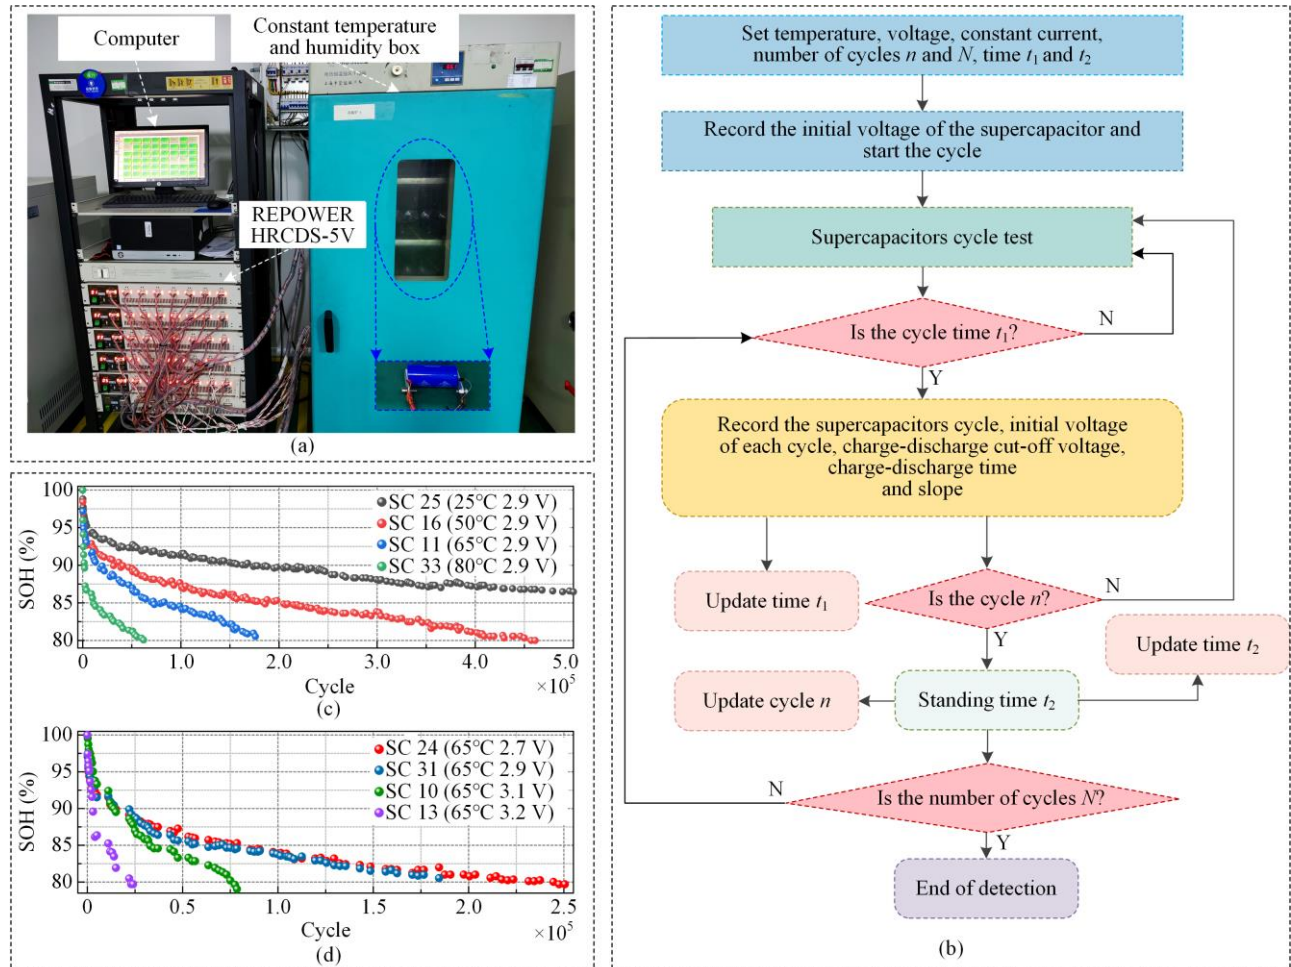 Computer
Constant temperature
and humidity box
REPOWER
HRCDS-5V
(a)
Set temperature, voltage, constant current,
number of cycles n and N, time t₁ and t₂
Record the initial voltage of the supercapacitor and
start the cycle
Supercapacitors cycle test
Is the cycle time t₁?
N
Y
Record the supercapacitors cycle, initial voltage
of each cycle, charge-discharge cut-off voltage,
charge-discharge time
and slope
Update time t₁
Is the cycle n?
N
Y
Update time t₂
Update cycle n
Standing time t₂
N
Is the number of cycles N?
Y
End of detection
(b)
SOH (%)
100
95
90
85
80
SC 25 (25°C 2.9 V)
SC 16 (50°C 2.9 V)
SC 11 (65°C 2.9 V)
SC 33 (80°C 2.9 V)
0 1.0 2.0 3.0 4.0 5.0
Cycle
×10⁵
(c)
SOH (%)
100
95
90
85
80
SC 24 (65°C 2.7 V)
SC 31 (65°C 2.9 V)
SC 10 (65°C 3.1 V)
SC 13 (65°C 3.2 V)
0 0.5 1.0 1.5 2.0 2.5
Cycle
×10⁵
(d)